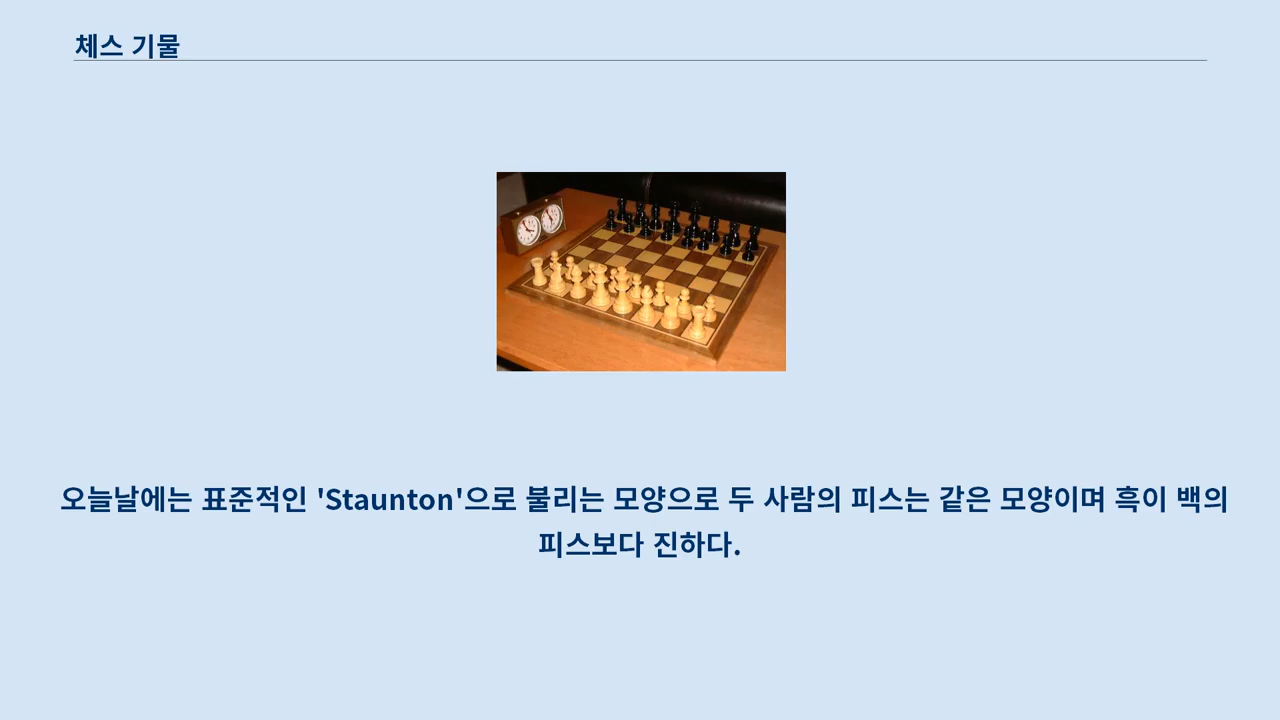 체스 기물
오늘날에는 표준적인 'Staunton'으로 불리는 모양으로 두 사람의 피스는 같은 모양이며 흑이 백의
피스보다 진하다.